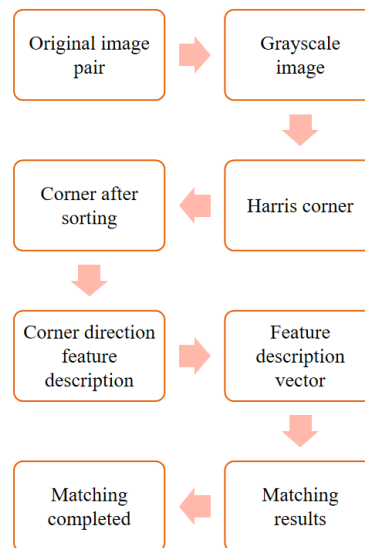 Original image
pair
Grayscale
image
Harris corner
Corner after
sorting
Corner direction
feature
description
Feature
description
vector
Matching
results
Matching
completed